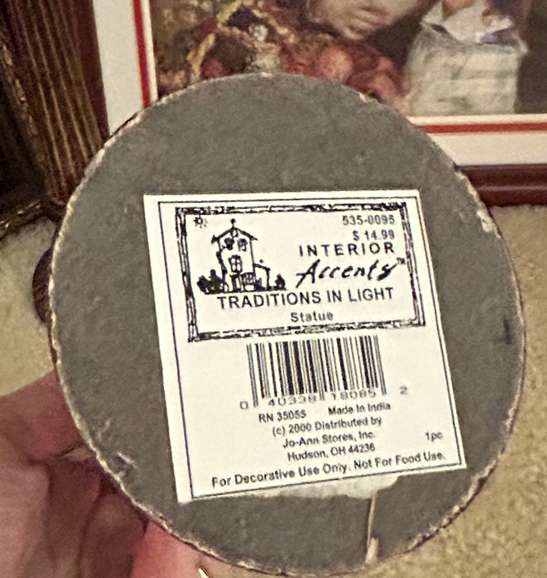 535-0095
$ 14.99
INTERIOR
Accents™
TRADITIONS IN LIGHT
Statue
0 40338 18085 2
RN 35055 Made In India
(c) 2000 Distributed by
Jo-Ann Stores, Inc.
Hudson, OH 44236
1pc
For Decorative Use Only. Not For Food Use.